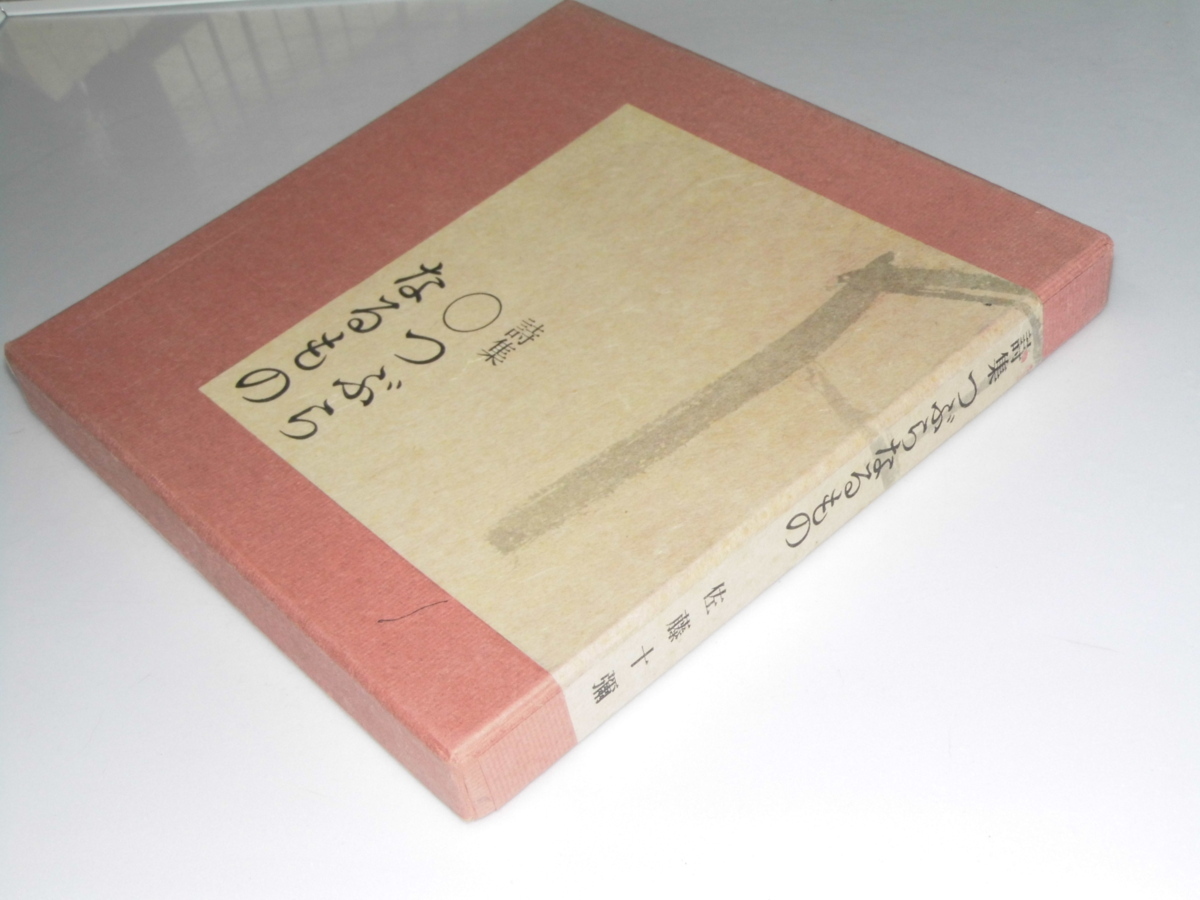 詩集
○つぶら
なるもの
詩集 つぶらなるもの
佐藤十彌